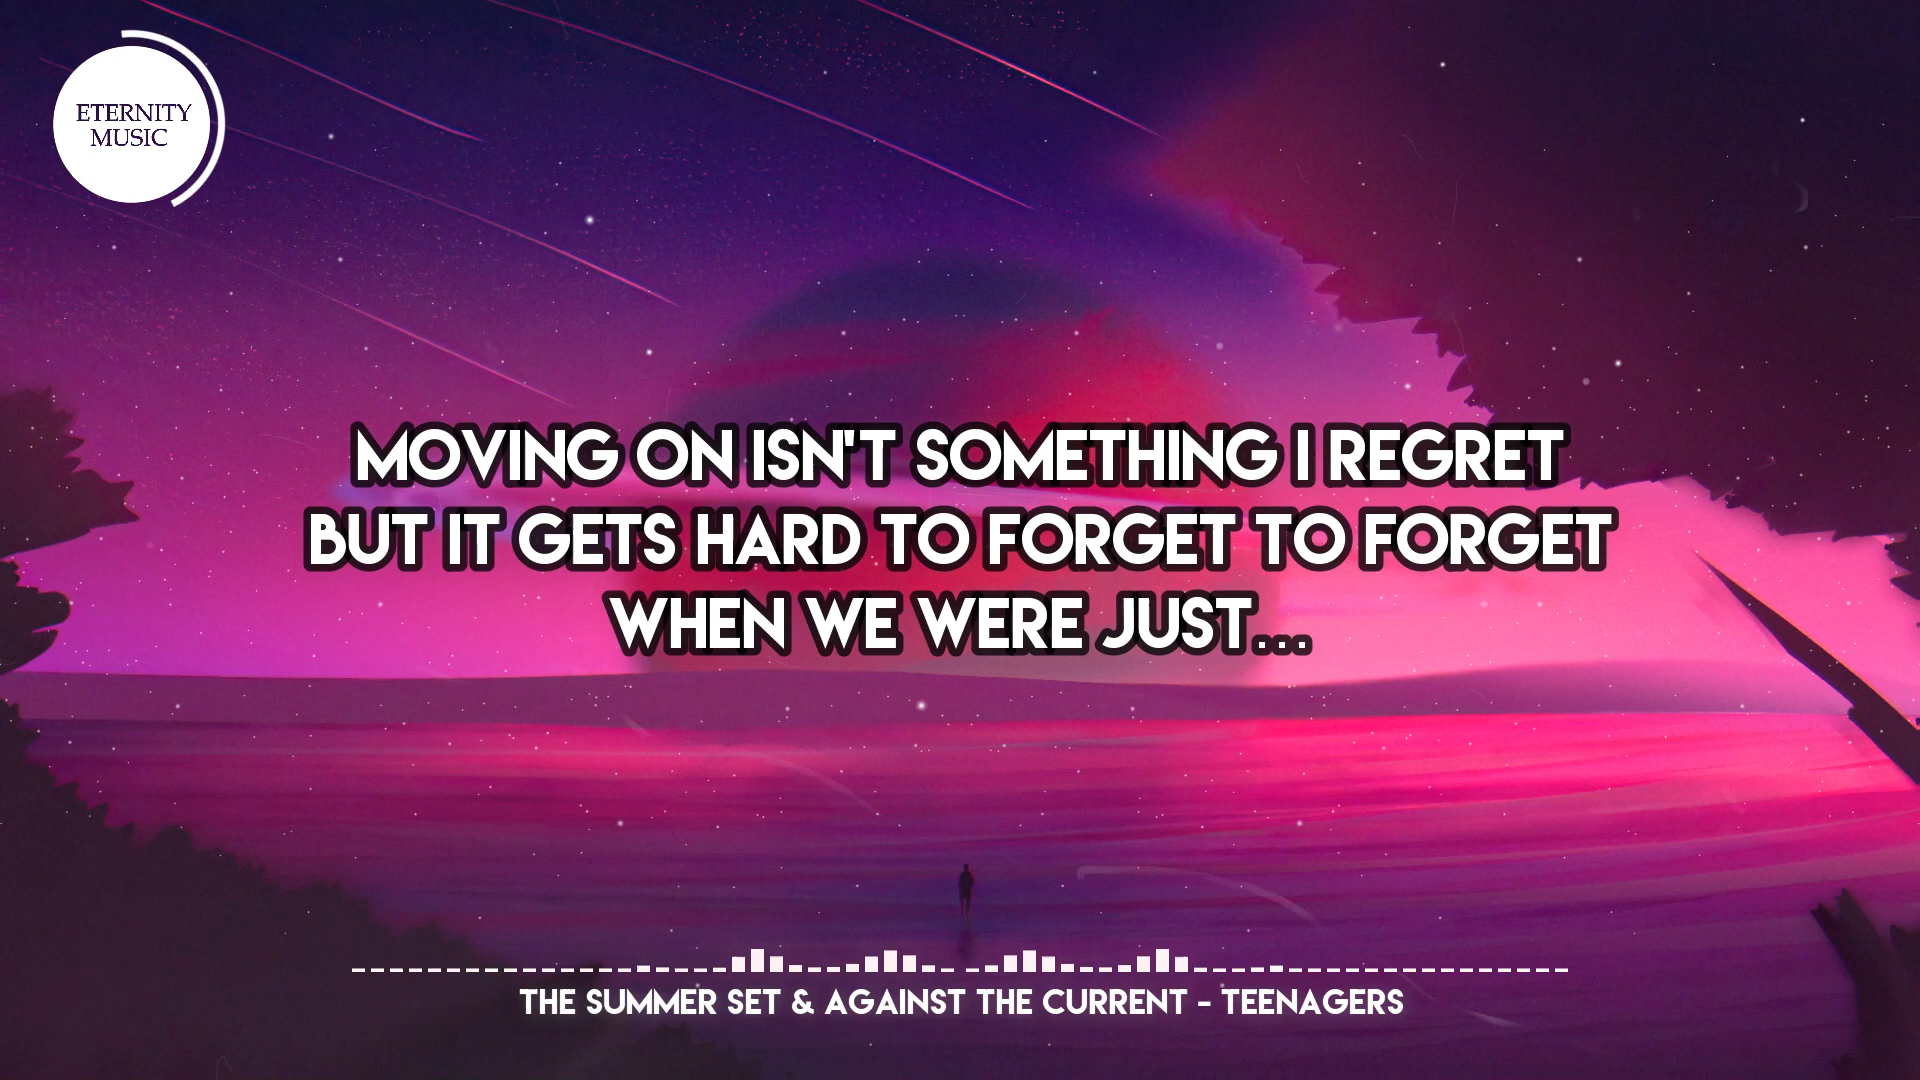 ETERNITY
MUSIC
MOVING ON ISN'T SOMETHING I REGRET
BUT IT GETS HARD TO FORGET TO FORGET
WHEN WE WERE JUST...
THE SUMMER SET & AGAINST THE CURRENT - TEENAGERS